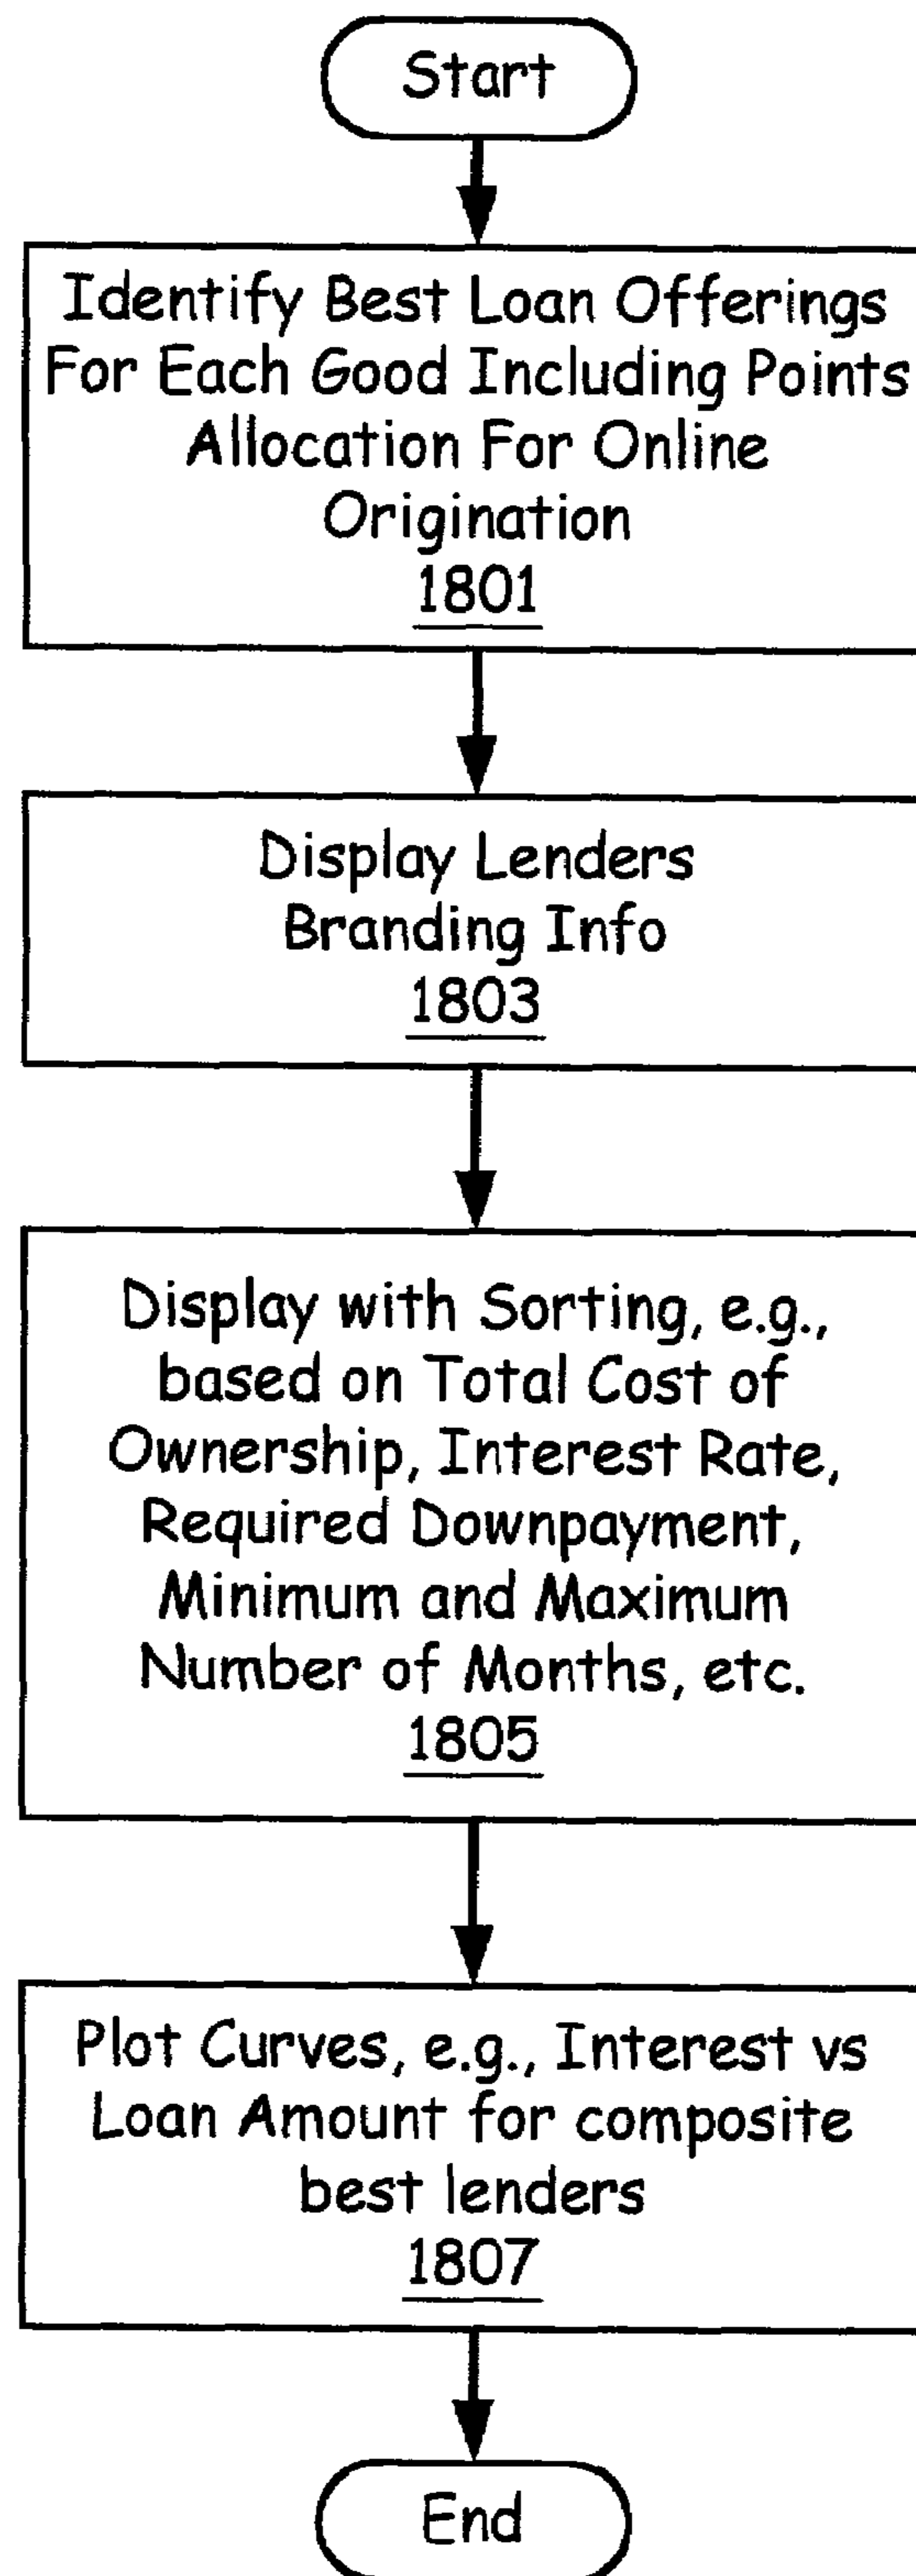 Start
Identify Best Loan Offerings
For Each Good Including Points
Allocation For Online
Origination
1801
Display Lenders
Branding Info
1803
Display with Sorting, e.g.,
based on Total Cost of
Ownership, Interest Rate,
Required Downpayment,
Minimum and Maximum
Number of Months, etc.
1805
Plot Curves, e.g., Interest vs
Loan Amount for composite
best lenders
1807
End